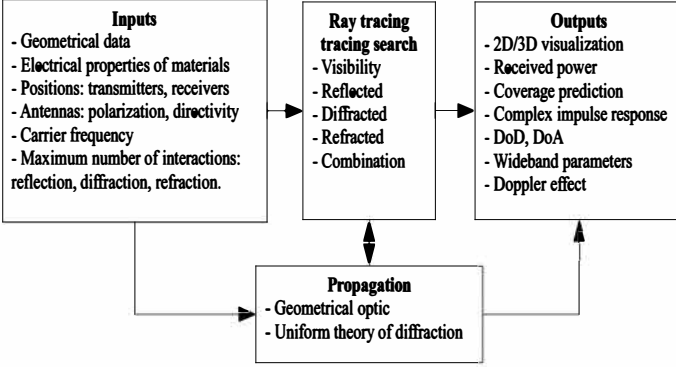 Inputs
- Geometrical data
- Electrical properties of materials
- Positions: transmitters, receivers
- Antennas: polarization, directivity
- Carrier frequency
- Maximum number of interactions:
reflection, diffraction, refraction.
Ray tracing
tracing search
- Visibility
- Reflected
- Diffracted
- Refracted
- Combination
Outputs
- 2D/3D visualization
- Received power
- Coverage prediction
- Complex impulse response
- DoD, DoA
- Wideband parameters
- Doppler effect
Propagation
- Geometrical optic
- Uniform theory of diffraction